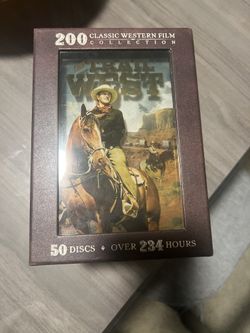 200 CLASSIC WESTERN FILM
COLLECTION
TRAIL
WEST
50 DISCS • OVER 234 HOURS